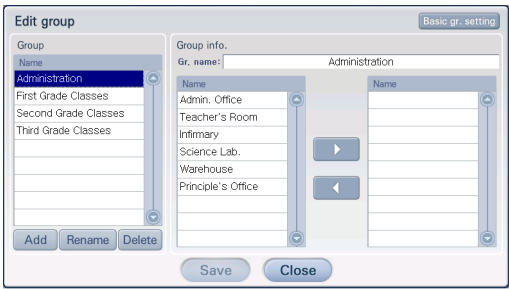 Edit group
Basic gr. setting
Group
Name
Administration
First Grade Classes
Second Grade Classes
Third Grade Classes
Add Rename Delete
Group info.
Gr. name: Administration
Name
Admin. Office
Teacher's Room
Infirmary
Science Lab.
Warehouse
Principle's Office
Name
Save Close